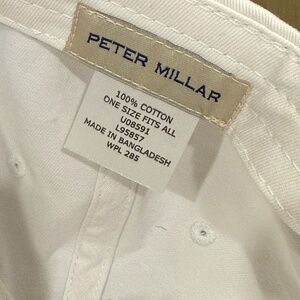 PETER MILLAR
100% COTTON
ONE SIZE FITS ALL
U08591
L95857
MADE IN BANGLADESH
WPL 285